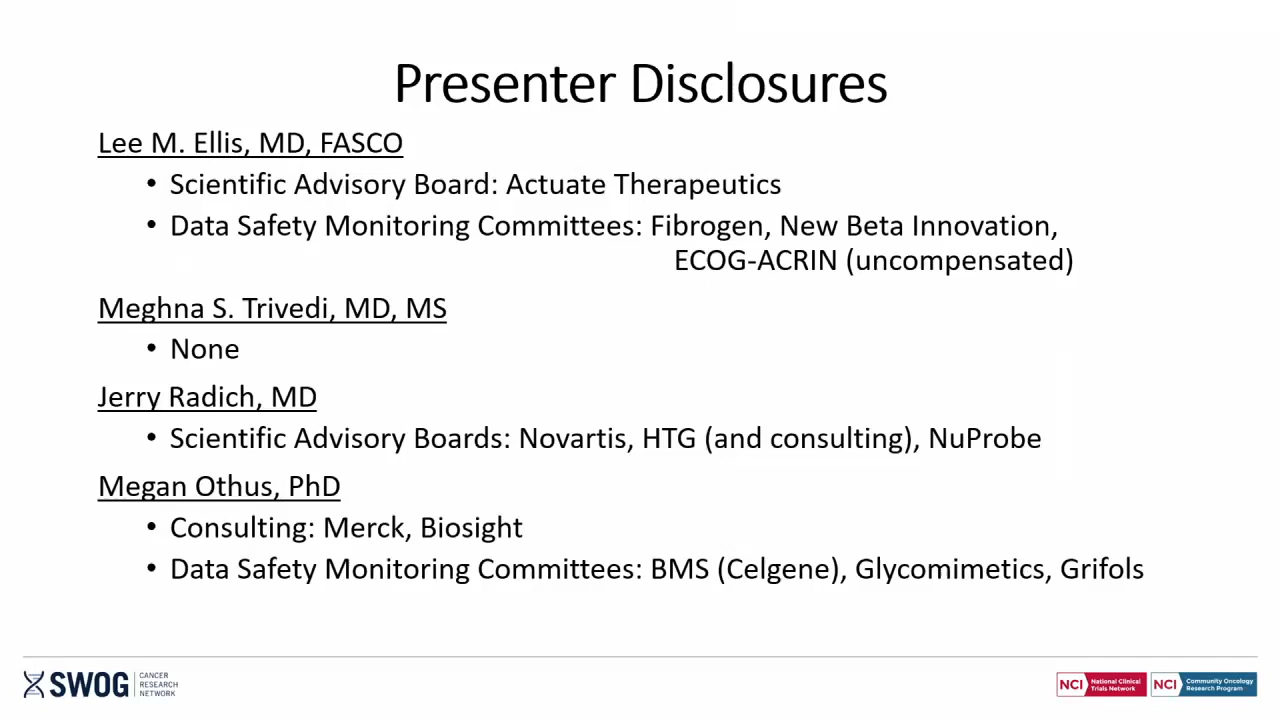 Presenter Disclosures
Lee M. Ellis, MD, FASCO
• Scientific Advisory Board: Actuate Therapeutics
• Data Safety Monitoring Committees: Fibrogen, New Beta Innovation,
ECOG-ACRIN (uncompensated)
Meghna S. Trivedi, MD, MS
• None
Jerry Radich, MD
• Scientific Advisory Boards: Novartis, HTG (and consulting), NuProbe
Megan Othus, PhD
• Consulting: Merck, Biosight
• Data Safety Monitoring Committees: BMS (Celgene), Glycomimetics, Grifols
SWOG
CANCER
RESEARCH
NETWORK
NCI
National Clinical
Trials Network
NCI
Community Oncology
Research Program